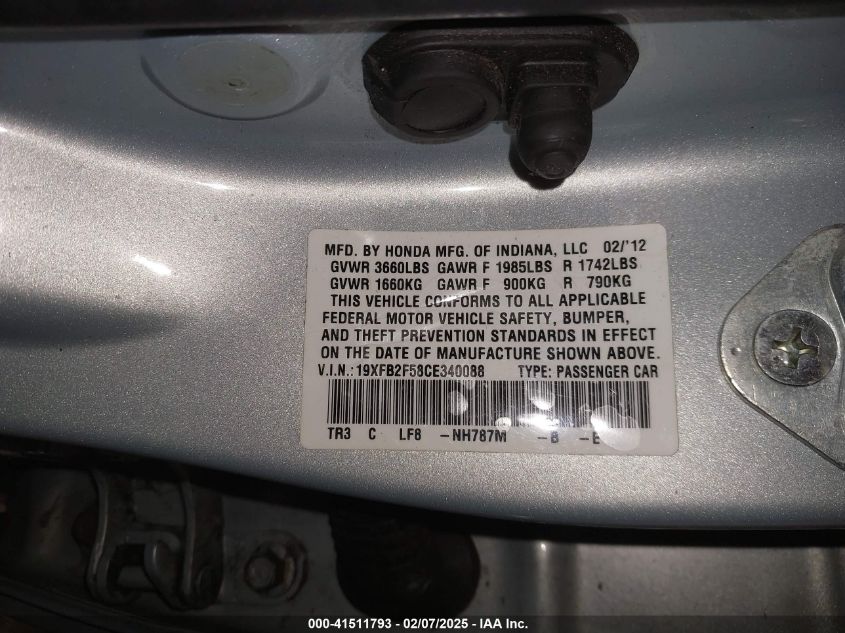 MFD. BY HONDA MFG. OF INDIANA, LLC 02/'12
GVWR 3660LBS GAWR F 1985LBS R 1742LBS
GVWR 1660KG GAWR F 900KG R 790KG
THIS VEHICLE CONFORMS TO ALL APPLICABLE
FEDERAL MOTOR VEHICLE SAFETY, BUMPER,
AND THEFT PREVENTION STANDARDS IN EFFECT
ON THE DATE OF MANUFACTURE SHOWN ABOVE.
V.I.N.: 19XFB2F58CE340088 TYPE: PASSENGER CAR
TR3 C LF8 -NH787M -B -E
000-41511793 - 02/07/2025 - IAA Inc.